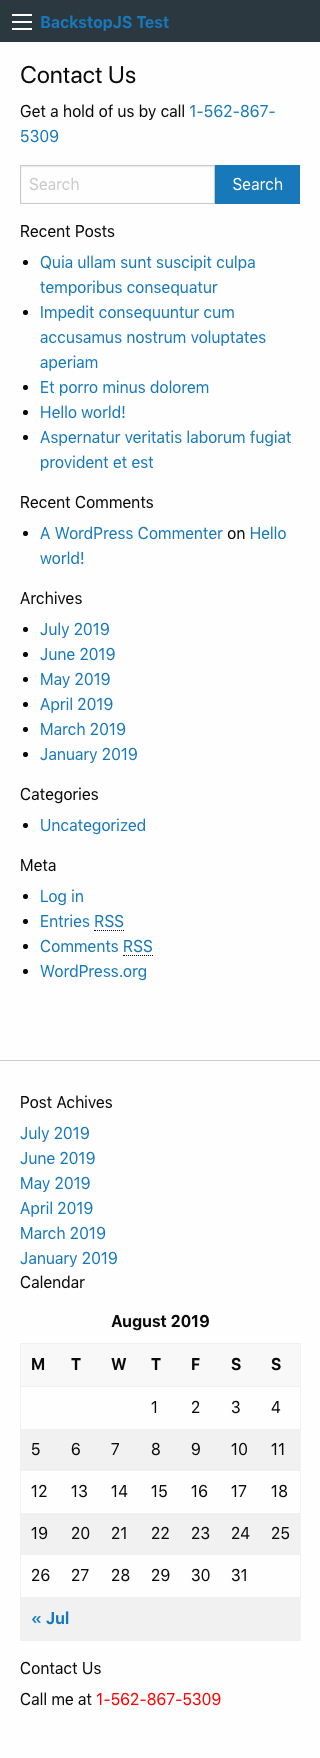 BackstopJS Test
Contact Us
Get a hold of us by call 1-562-867-
5309
Search Search
Recent Posts
Quia ullam sunt suscipit culpa
temporibus consequatur
Impedit consequuntur cum
accusamus nostrum voluptates
aperiam
Et porro minus dolorem
Hello world!
Aspernatur veritatis laborum fugiat
provident et est
Recent Comments
A WordPress Commenter on Hello
world!
Archives
July 2019
June 2019
May 2019
April 2019
March 2019
January 2019
Categories
Uncategorized
Meta
Log in
Entries RSS
Comments RSS
WordPress.org
Post Achives
July 2019
June 2019
May 2019
April 2019
March 2019
January 2019
Calendar
August 2019
M T W T F S S
1 2 3 4
5 6 7 8 9 10 11
12 13 14 15 16 17 18
19 20 21 22 23 24 25
26 27 28 29 30 31
« Jul
Contact Us
Call me at 1-562-867-5309